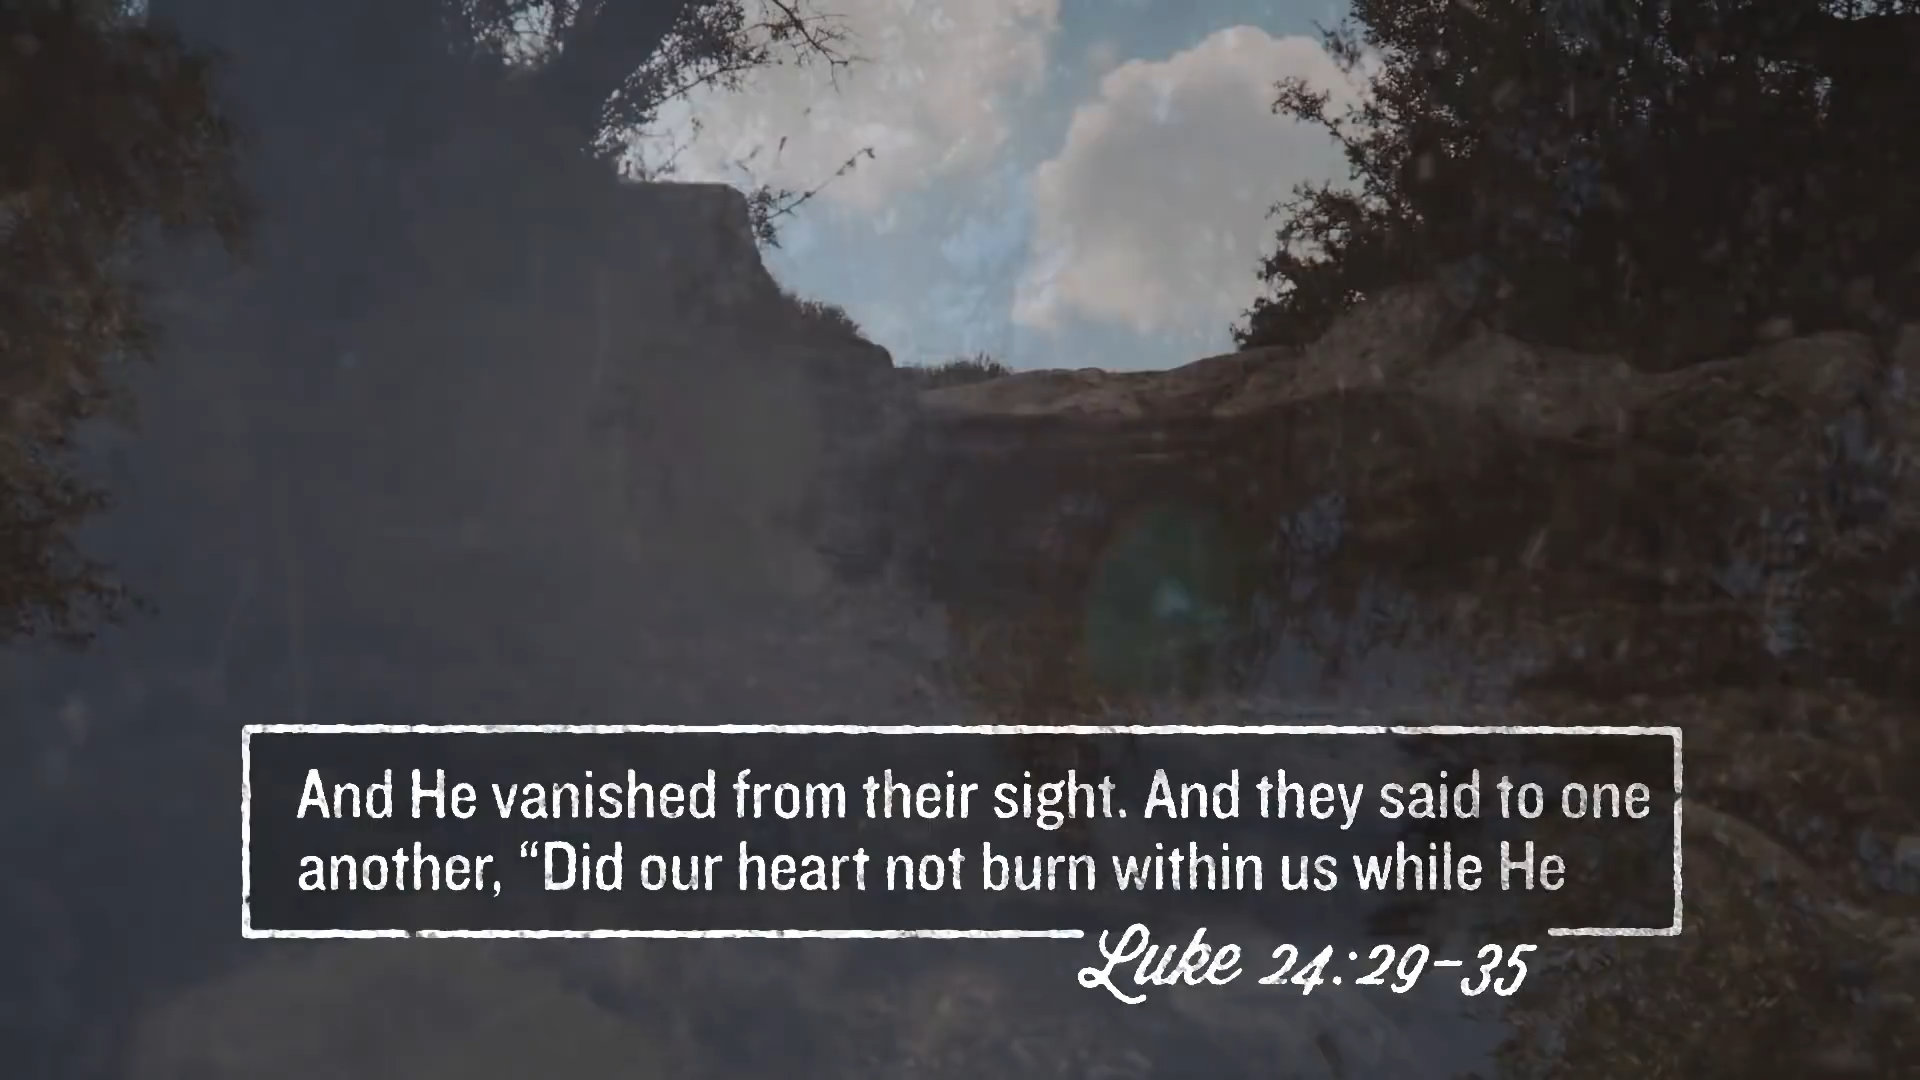 And He vanished from their sight. And they said to one
another, “Did our heart not burn within us while He
Luke 24:29-35